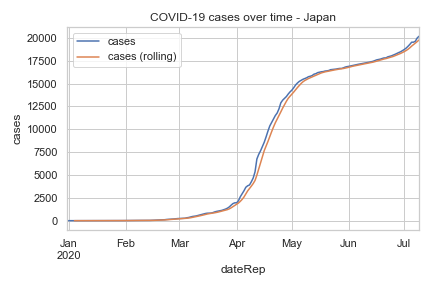 COVID-19 cases over time - Japan
cases
cases (rolling)
20000
17500
15000
12500
10000
7500
5000
2500
0
cases
Jan Feb Mar Apr May Jun Jul
2020
dateRep